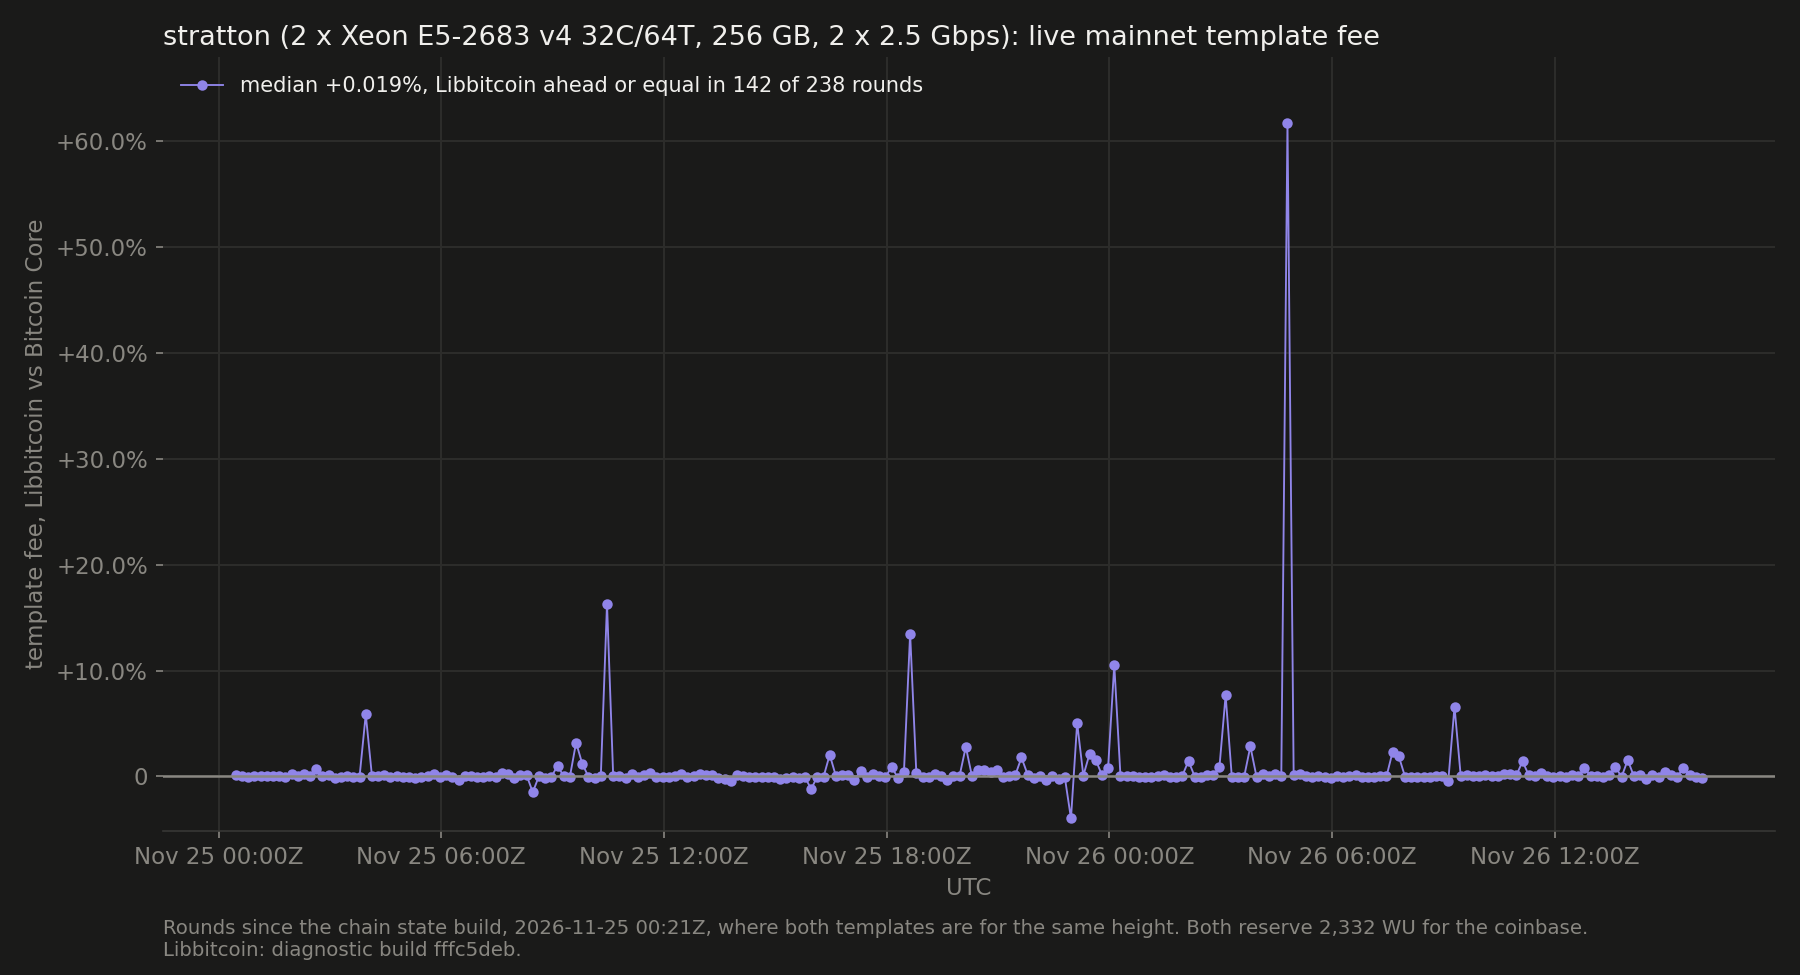 stratton (2 x Xeon E5-2683 v4 32C/64T, 256 GB, 2 x 2.5 Gbps): live mainnet template fee
median +0.019%, Libbitcoin ahead or equal in 142 of 238 rounds
template fee, Libbitcoin vs Bitcoin Core
+60.0%
+50.0%
+40.0%
+30.0%
+20.0%
+10.0%
0
Nov 25 00:00Z
Nov 25 06:00Z
Nov 25 12:00Z
Nov 25 18:00Z
Nov 26 00:00Z
Nov 26 06:00Z
Nov 26 12:00Z
UTC
Rounds since the chain state build, 2026-11-25 00:21Z, where both templates are for the same height. Both reserve 2,332 WU for the coinbase.
Libbitcoin: diagnostic build fffc5deb.